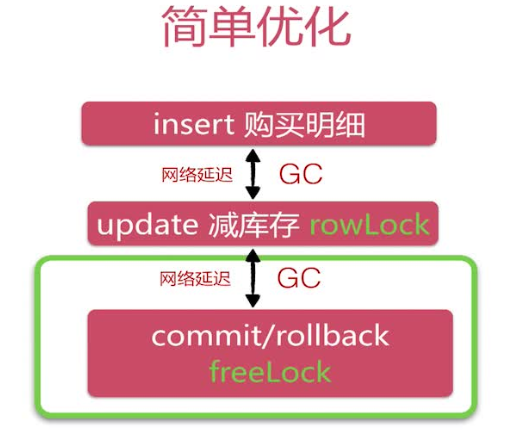 简单优化
insert 购买明细
网络延迟 GC
update 减库存 rowLock
网络延迟 GC
commit/rollback
freeLock